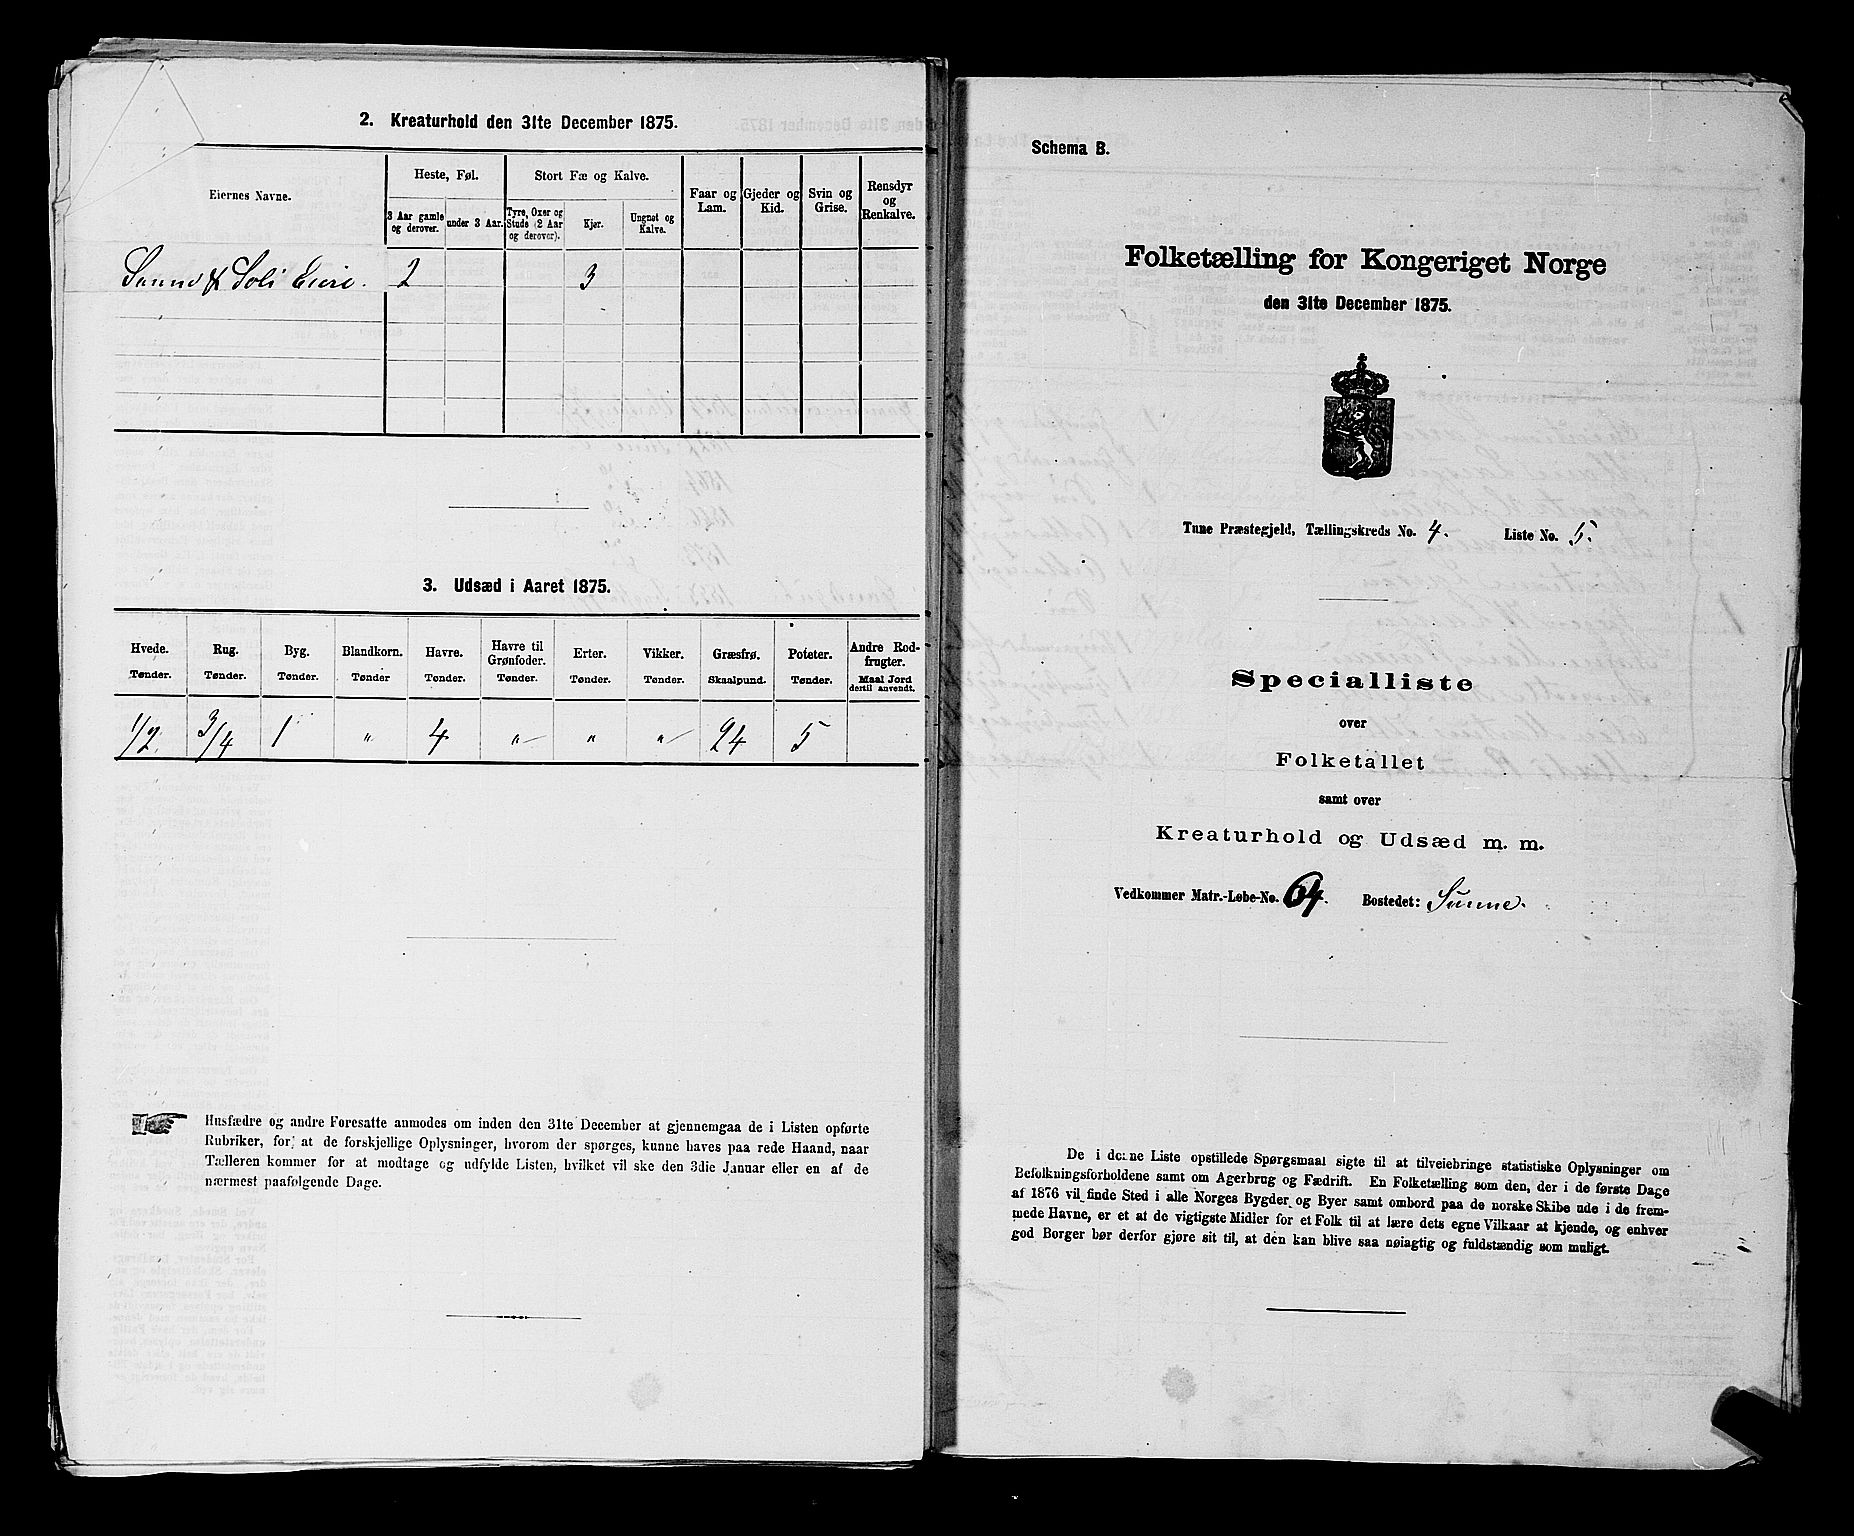 2. Kreaturhold den 31te December 1875.
Eiernes Navne.
Heste, Føl.
Stort Fæ og Kalve.
Faar og Lam.
Gjeder og Kid.
Svin og Grise.
Rensdyr og Renkalve.
3 Aar gamle og derover.
under 3 Aar.
Tyre, Oxer og Stude (2 Aar og derover).
Kjør.
Ungnøt og Kalve.
Sunne & Soli Eiere. 2 3
3. Udsæd i Aaret 1875.
Hvede. Rug. Byg. Blandkorn. Havre. Havre til Grønfoder. Erter. Vikker. Græsfrø. Poteter. Andre Rodfrugter.
Tønder. Tønder. Tønder. Tønder Tønder. Tønder. Tønder. Tønder. Skaalpund. Tønder. Maal Jord dertil anvendt.
1/2 3/4 1 " 4 " " " 24 5
Husfædre og andre Foresatte anmodes om inden den 31te December at gjennemgaa de i Listen opførte
Rubriker, for at de forskjellige Oplysninger, hvorom der spørges, kunne haves paa rede Haand, naar
Tælleren kommer for at modtage og udfylde Listen, hvilket vil ske den 3die Januar eller en af de
nærmest paafølgende Dage.
Schema B.
Folketælling for Kongeriget Norge
den 31te December 1875.
Tune Præstegjeld, Tællingskreds No. 4. Liste No. 5.
Specialliste
over
Folketallet
samt over
Kreaturhold og Udsæd m. m.
Vedkommer Matr.-Løbe-No. 64. Bostedet: Sunne.
De i denne Liste opstillede Spørgsmaal sigte til at tilveiebringe statistiske Oplysninger om
Befolkningsforholdene samt om Agerbrug og Fædrift. En Folketælling som den, der i de første Dage
af 1876 vil finde Sted i alle Norges Bygder og Byer samt ombord paa de norske Skibe ude i de frem-
mede Havne, er et at de vigtigste Midler for et Folk til at lære dets egne Vilkaar at kjende, og enhver
god Borger bør derfor gjøre sit til, at den kan blive saa nøiagtig og fuldstændig som muligt.